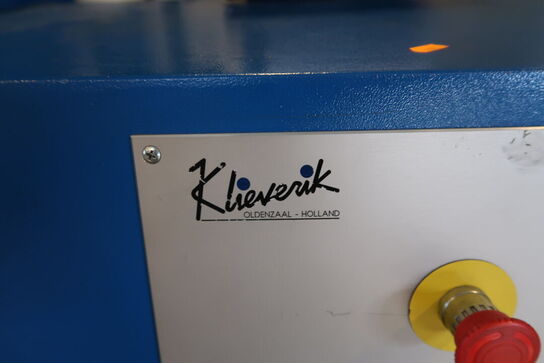 Klieverik
OLDENZAAL - HOLLAND